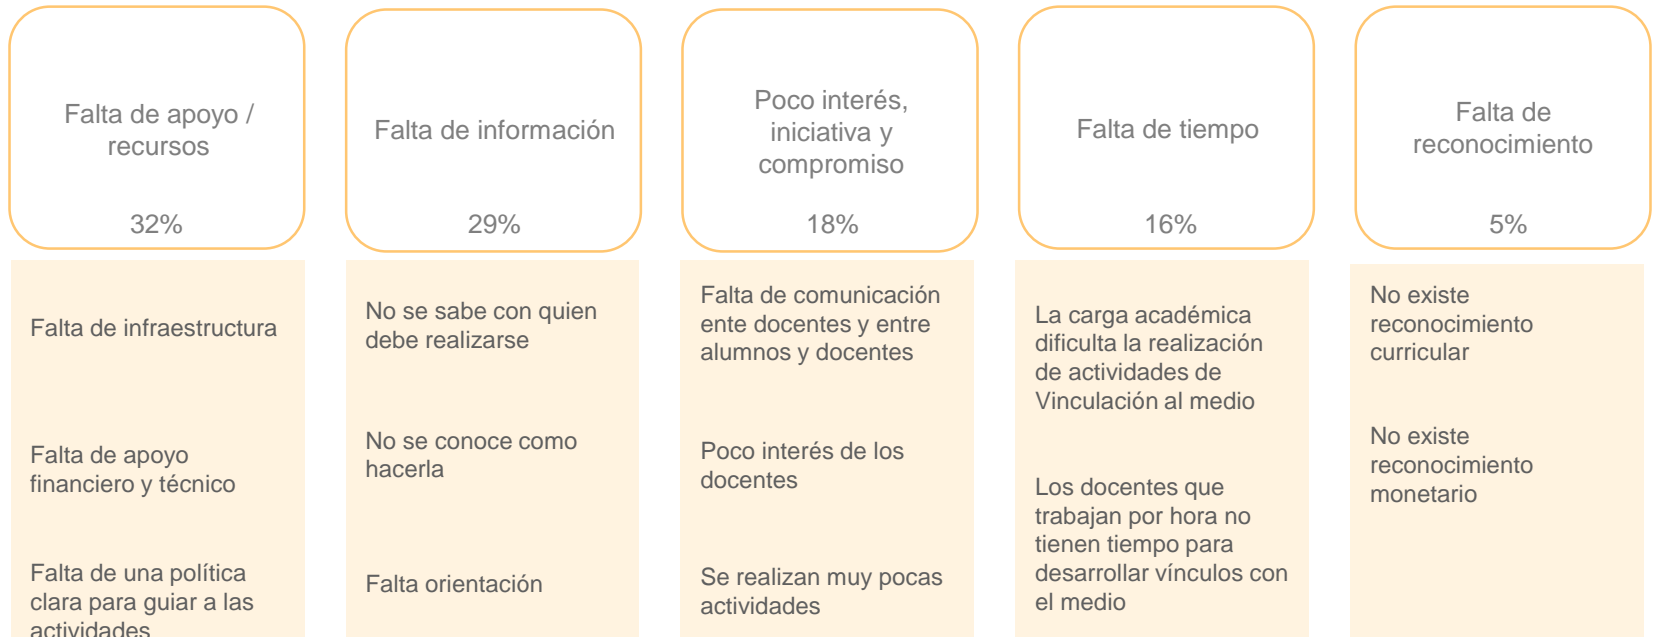 Falta de apoyo /
recursos
32%
Falta de información
29%
Poco interés,
iniciativa y
compromiso
18%
Falta de tiempo
16%
Falta de
reconocimiento
5%
Falta de infraestructura
Falta de apoyo
financiero y técnico
Falta de una política
clara para guiar a las
actividades
No se sabe con quien
debe realizarse
No se conoce como
hacerla
Falta orientación
Falta de comunicación
ente docentes y entre
alumnos y docentes
Poco interés de los
docentes
Se realizan muy pocas
actividades
La carga académica
dificulta la realización
de actividades de
Vinculación al medio
Los docentes que
trabajan por hora no
tienen tiempo para
desarrollar vínculos con
el medio
No existe
reconocimiento
curricular
No existe
reconocimiento
monetario